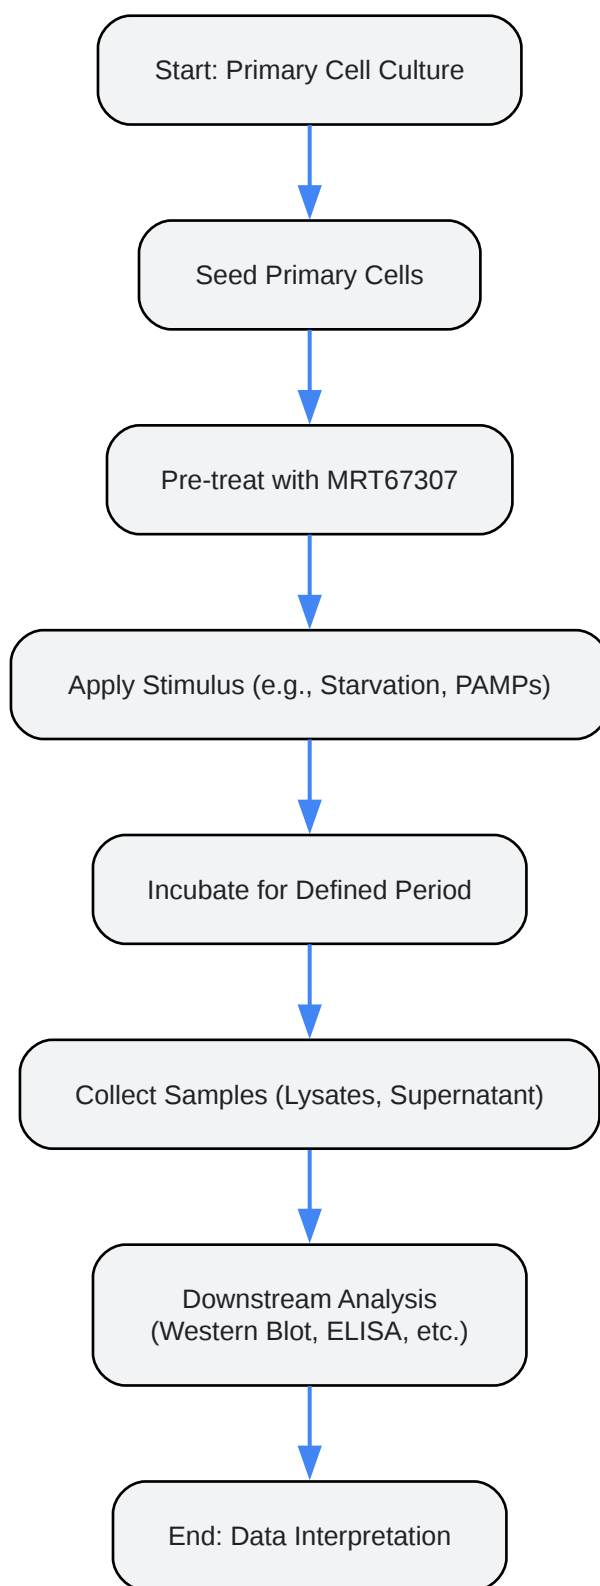 Start: Primary Cell Culture
Seed Primary Cells
Pre-treat with MRT67307
Apply Stimulus (e.g., Starvation, PAMPs)
Incubate for Defined Period
Collect Samples (Lysates, Supernatant)
Downstream Analysis
(Western Blot, ELISA, etc.)
End: Data Interpretation